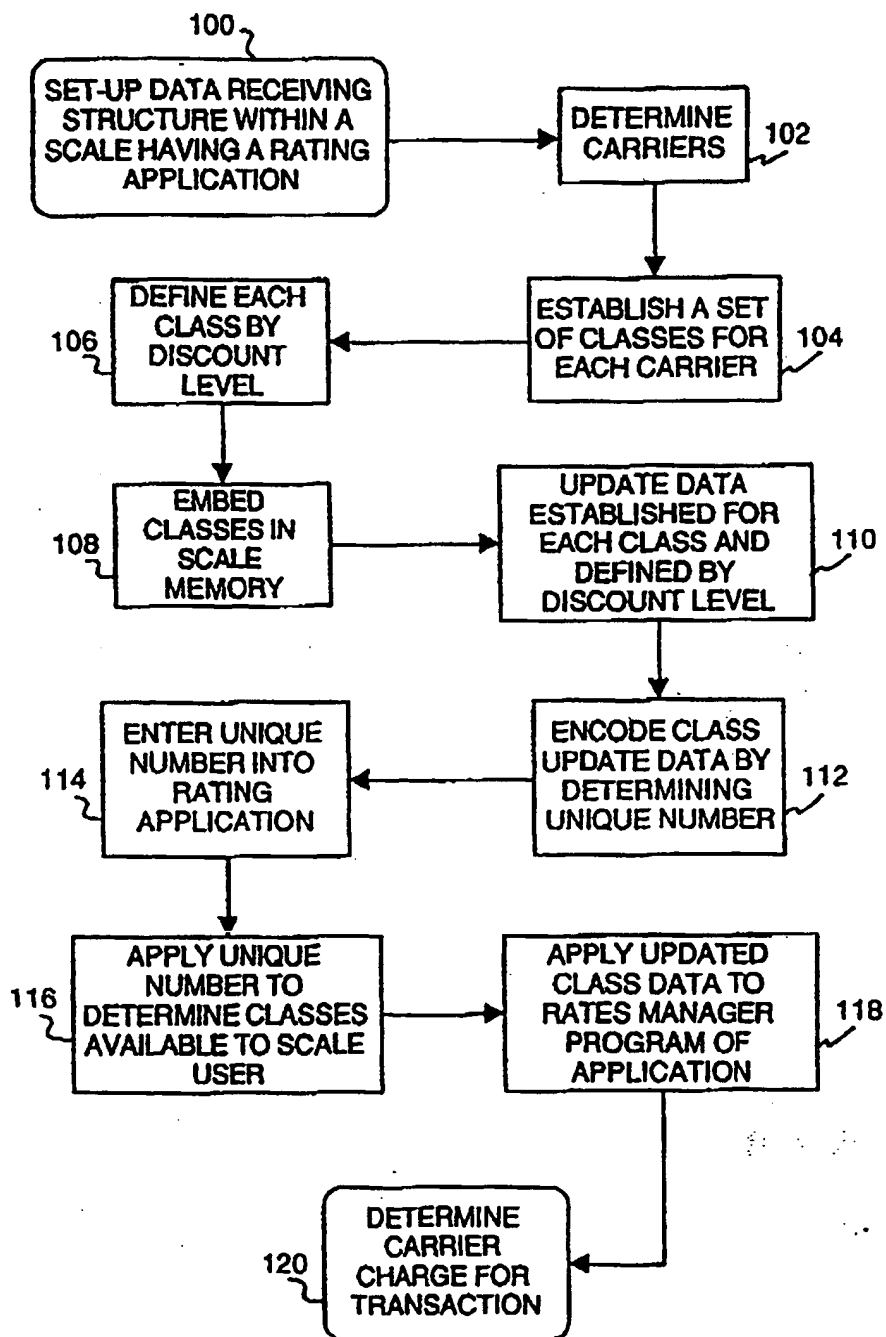 100
SET-UP DATA RECEIVING
STRUCTURE WITHIN A
SCALE HAVING A RATING
APPLICATION
DETERMINE
CARRIERS
102
DEFINE EACH
CLASS BY
DISCOUNT
LEVEL
106
ESTABLISH A SET
OF CLASSES FOR
EACH CARRIER
104
EMBED
CLASSES IN
SCALE
MEMORY
108
UPDATE DATA
ESTABLISHED FOR
EACH CLASS AND
DEFINED BY
DISCOUNT LEVEL
110
ENTER UNIQUE
NUMBER INTO
RATING
APPLICATION
114
ENCODE CLASS
UPDATE DATA BY
DETERMINING
UNIQUE NUMBER
112
APPLY UNIQUE
NUMBER TO
DETERMINE CLASSES
AVAILABLE TO SCALE
USER
116
APPLY UPDATED
CLASS DATA TO
RATES MANAGER
PROGRAM OF
APPLICATION
118
DETERMINE
CARRIER
CHARGE FOR
TRANSACTION
120